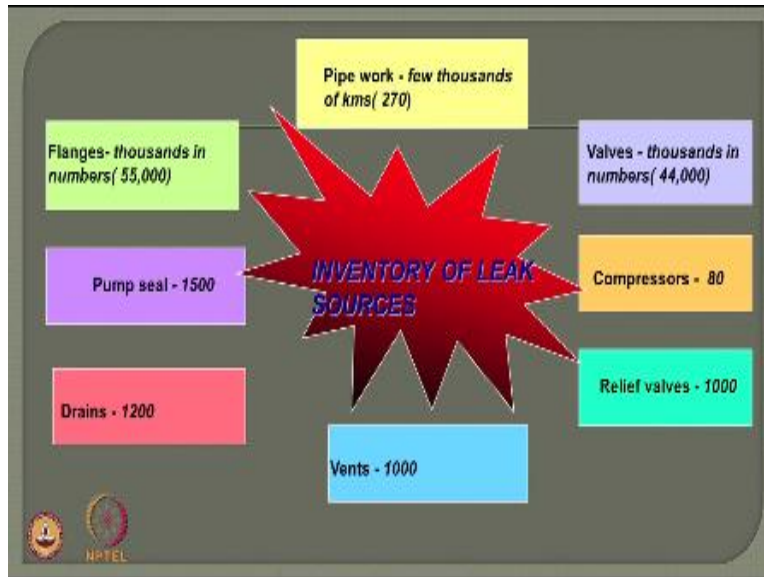 Pipe work - few thousands
of kms( 270)
Flanges- thousands in
numbers( 55,000)
Valves - thousands in
numbers( 44,000)
INVENTORY OF LEAK
SOURCES
Pump seal - 1500
Compressors - 80
Drains - 1200
Relief valves - 1000
Vents - 1000
NPTEL